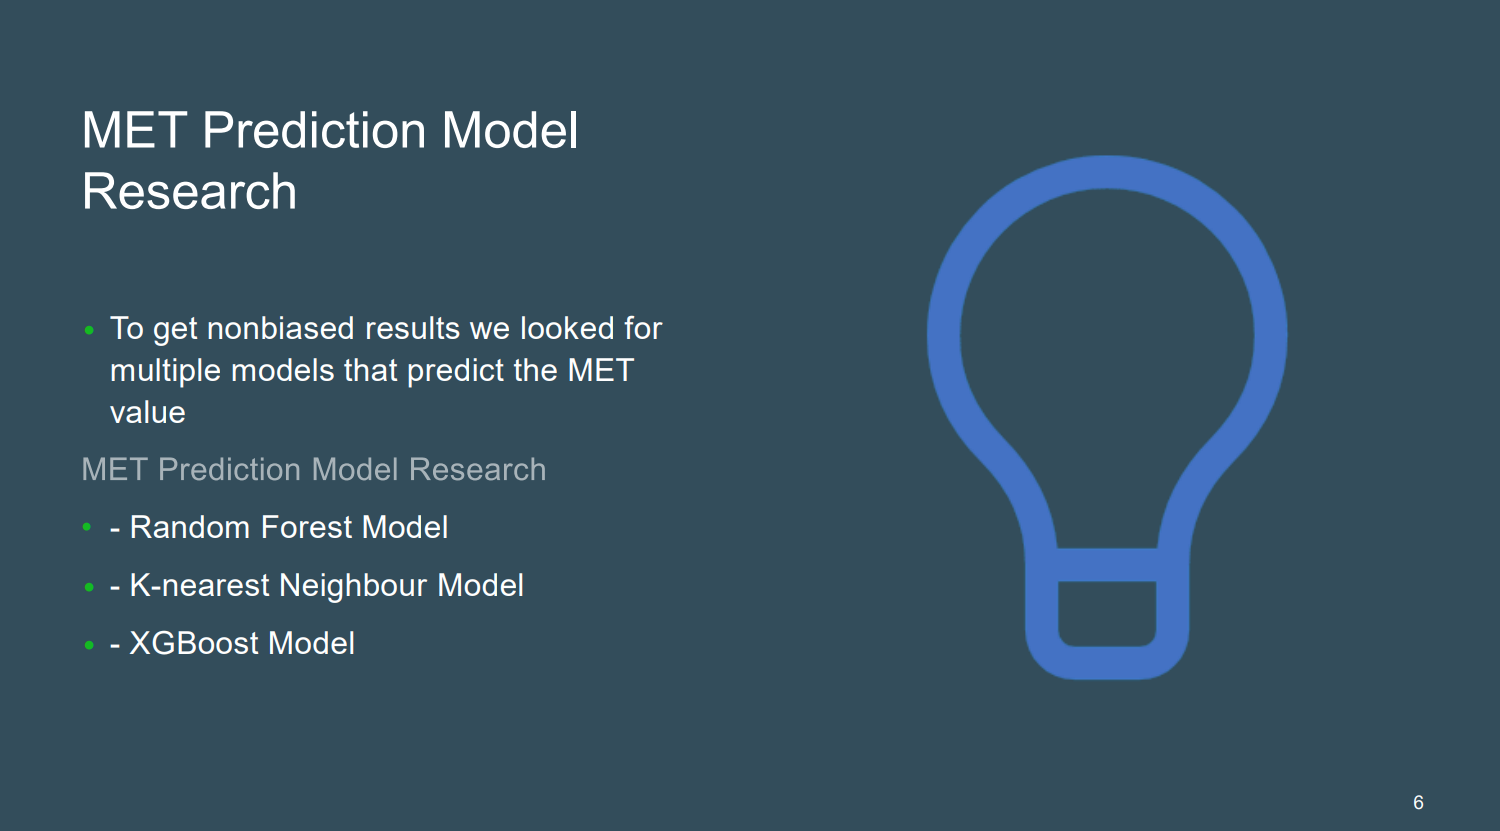 MET Prediction Model
Research
• To get nonbiased results we looked for
multiple models that predict the MET
value
MET Prediction Model Research
• - Random Forest Model
• - K-nearest Neighbour Model
• - XGBoost Model
6